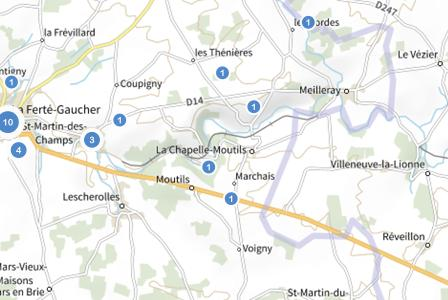 D247
les Bordes
la Frévillard
les Thénières
Le Vézier
1
1
1
Coupigny
Meilleray
D14
1
1
La Ferté-Gaucher
10
St-Martin-des-
Champs
3
4
La Chapelle-Moutils
1
Villeneuve-la-Lionne
Moutils
Marchais
Lescherolles
1
Réveillon
Voigny
Mars-Vieux-
Maisons
St-Martin-du-